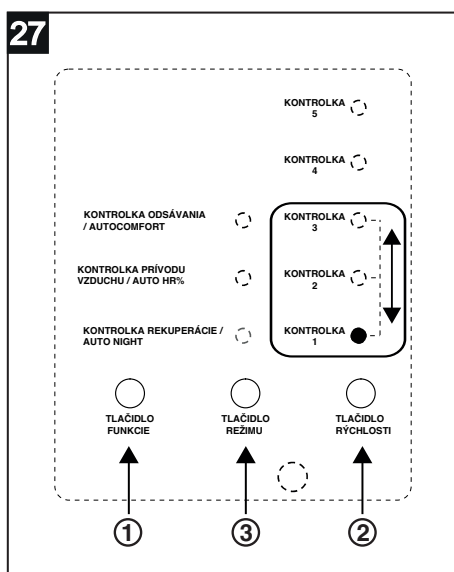 27
KONTROLKA
5
KONTROLKA
4
KONTROLKA ODSÁVANIA
/ AUTOCOMFORT
KONTROLKA
3
KONTROLKA PRÍVODU
VZDUCHU / AUTO HR%
KONTROLKA
2
KONTROLKA REKUPERÁCIE /
AUTO NIGHT
KONTROLKA
1
TLAČIDLO
FUNKCIE
TLAČIDLO
REŽIMU
TLAČIDLO
RÝCHLOSTI
1
3
2